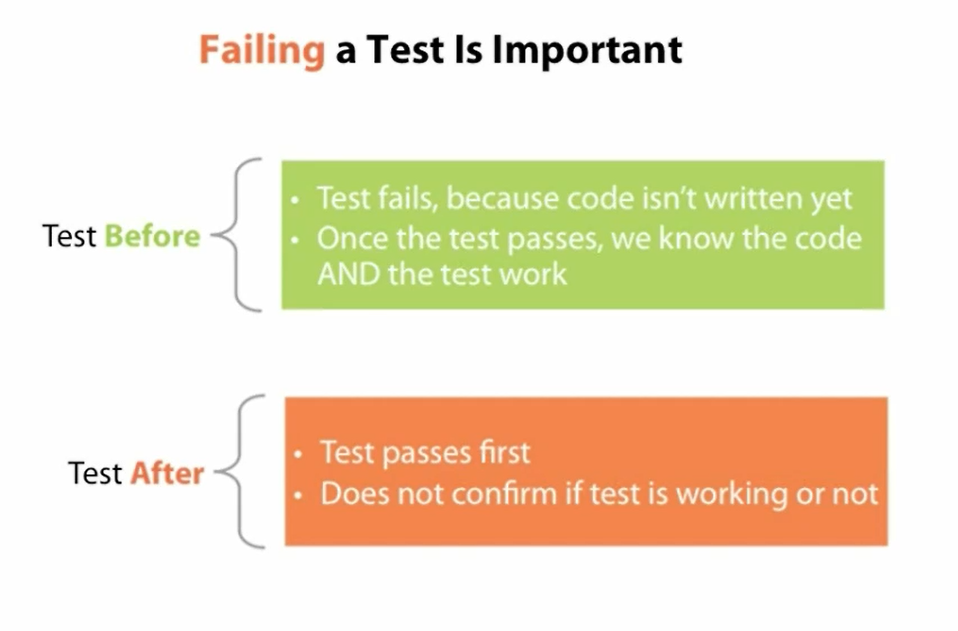 Failing a Test Is Important
Test Before
• Test fails, because code isn’t written yet
• Once the test passes, we know the code
AND the test work
Test After
• Test passes first
• Does not confirm if test is working or not